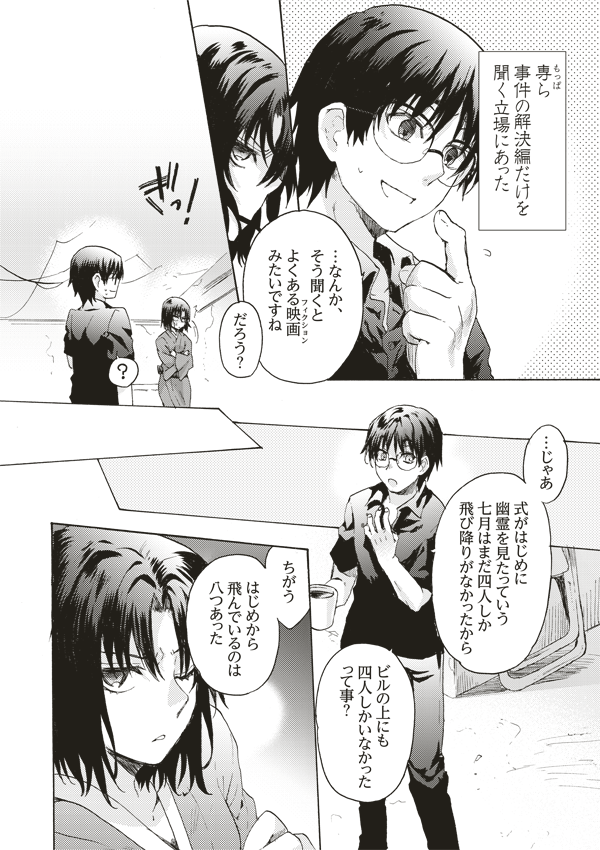 専ら
もっぱ
事件の解決編だけを
聞く立場にあった
…なんか、
そう聞くと
よくある映画
フィクション
みたいですね
だろう？
ギッ！
？
…じゃあ
式がはじめに
幽霊を見たっていう
七月はまだ四人しか
飛び降りがなかったから
ビルの上にも
四人しかいなかった
って事？
ちがう
はじめから
飛んでいるのは
八つあった